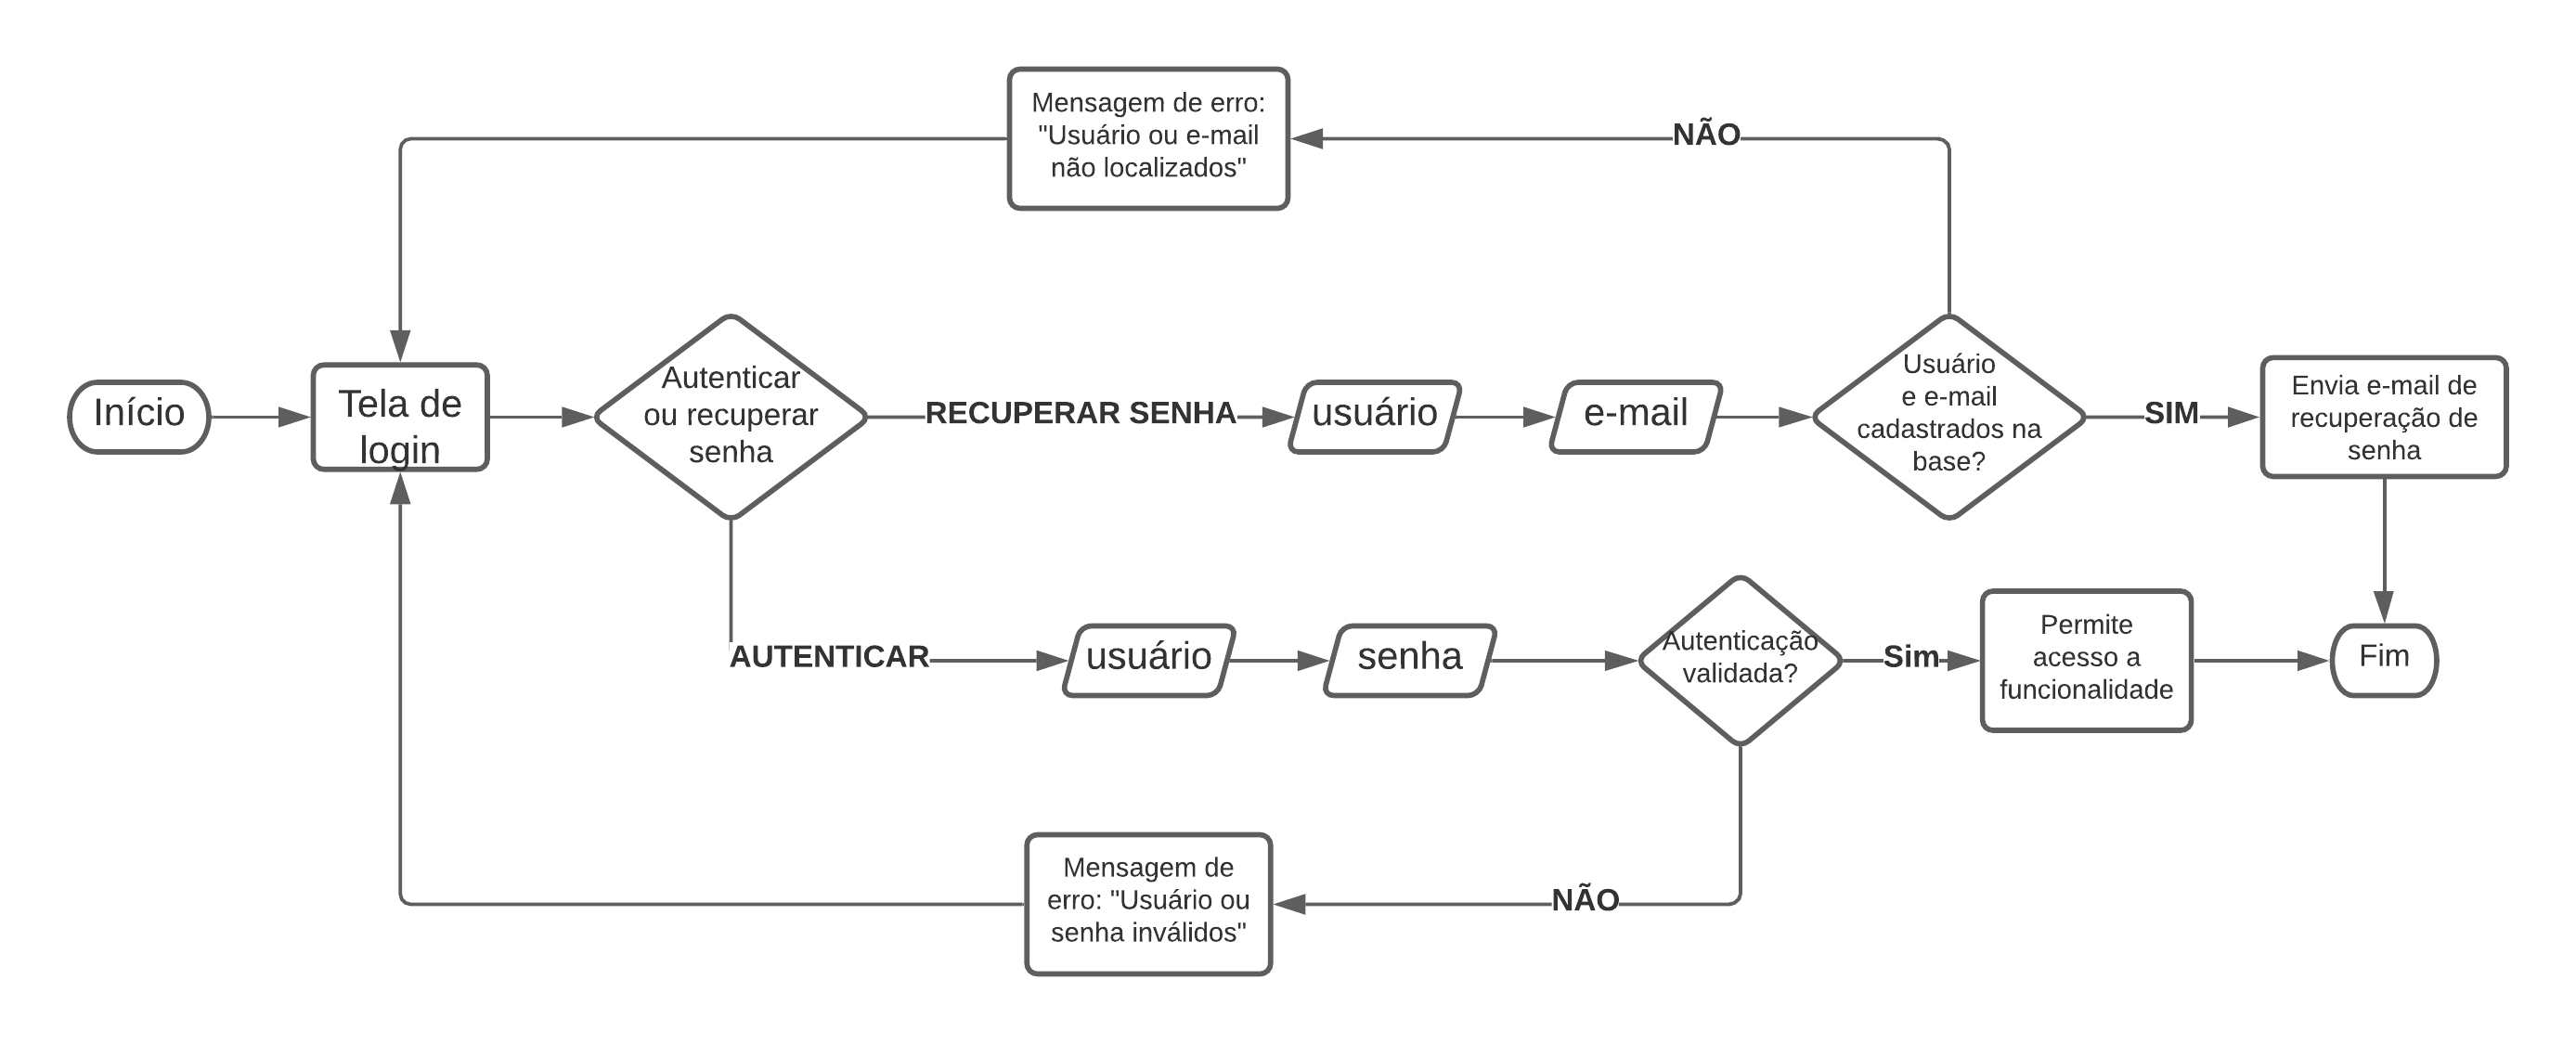 Mensagem de erro:
"Usuário ou e-mail
não localizados"
NÃO
Início
Tela de
login
Autenticar
ou recuperar
senha
RECUPERAR SENHA
usuário
e-mail
Usuário
e e-mail
cadastrados na
base?
SIM
Envia e-mail de
recuperação de
senha
AUTENTICAR
usuário
senha
Autenticação
validada?
Sim
Permite
acesso a
funcionalidade
Fim
Mensagem de
erro: "Usuário ou
senha inválidos"
NÃO